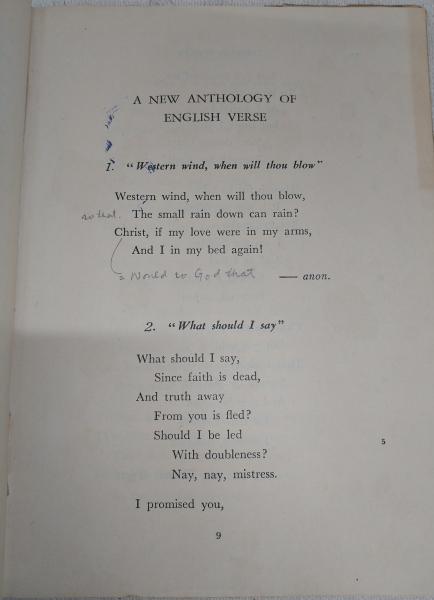 A NEW ANTHOLOGY OF
ENGLISH VERSE
1. "Western wind, when will thou blow"
Western wind, when will thou blow,
so that. The small rain down can rain?
Christ, if my love were in my arms,
And I in my bed again!
= Would to God that — anon.
2. "What should I say"
What should I say,
Since faith is dead,
And truth away
From you is fled?
Should I be led
5
With doubleness?
Nay, nay, mistress.
I promised you,
9